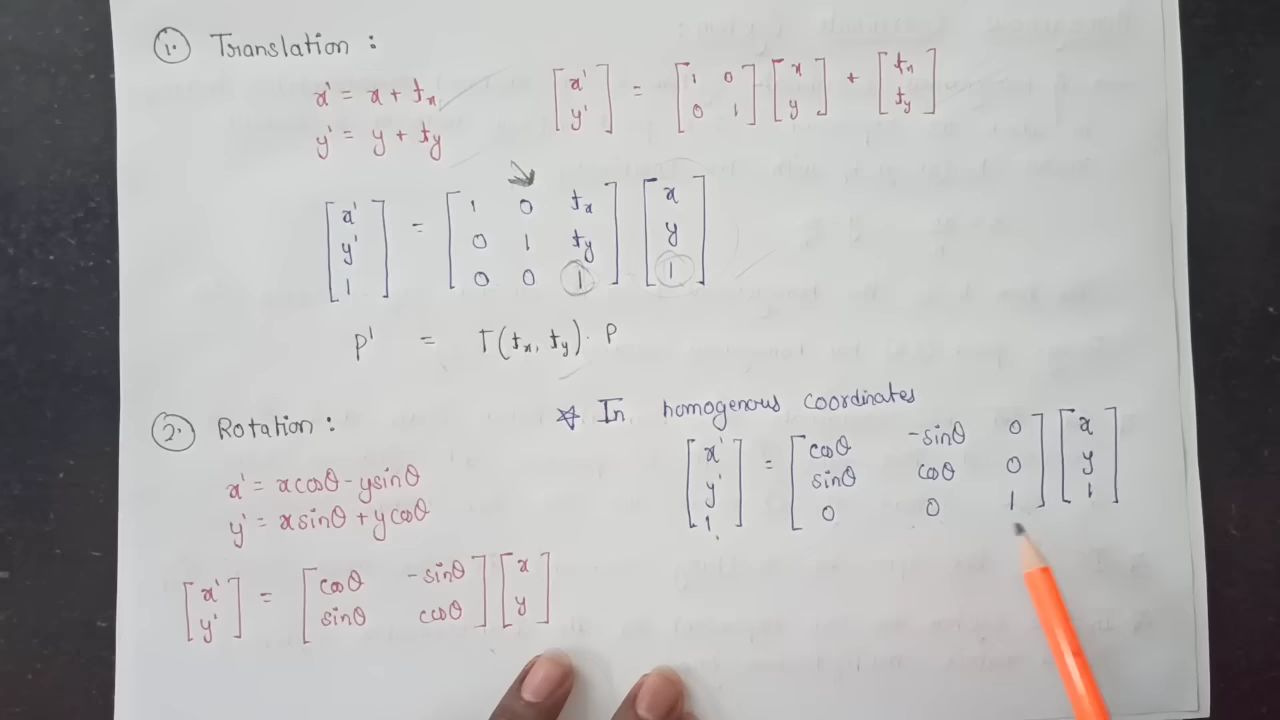 1. Translation :
x' = x + tx
y' = y + ty
[x' y'] = [1 0 0 1] [x y] + [tx ty]
[x' y' 1] = [1 0 tx 0 1 ty 0 0 1] [x y 1]
P' = T(tx, ty) . P
2. Rotation :
x' = xcosθ - ysinθ
y' = xsinθ + ycosθ
[x' y'] = [cosθ -sinθ sinθ cosθ] [x y]
☆ In homogenous coordinates
[x' y' 1] = [cosθ -sinθ 0 sinθ cosθ 0 0 0 1] [x y 1]